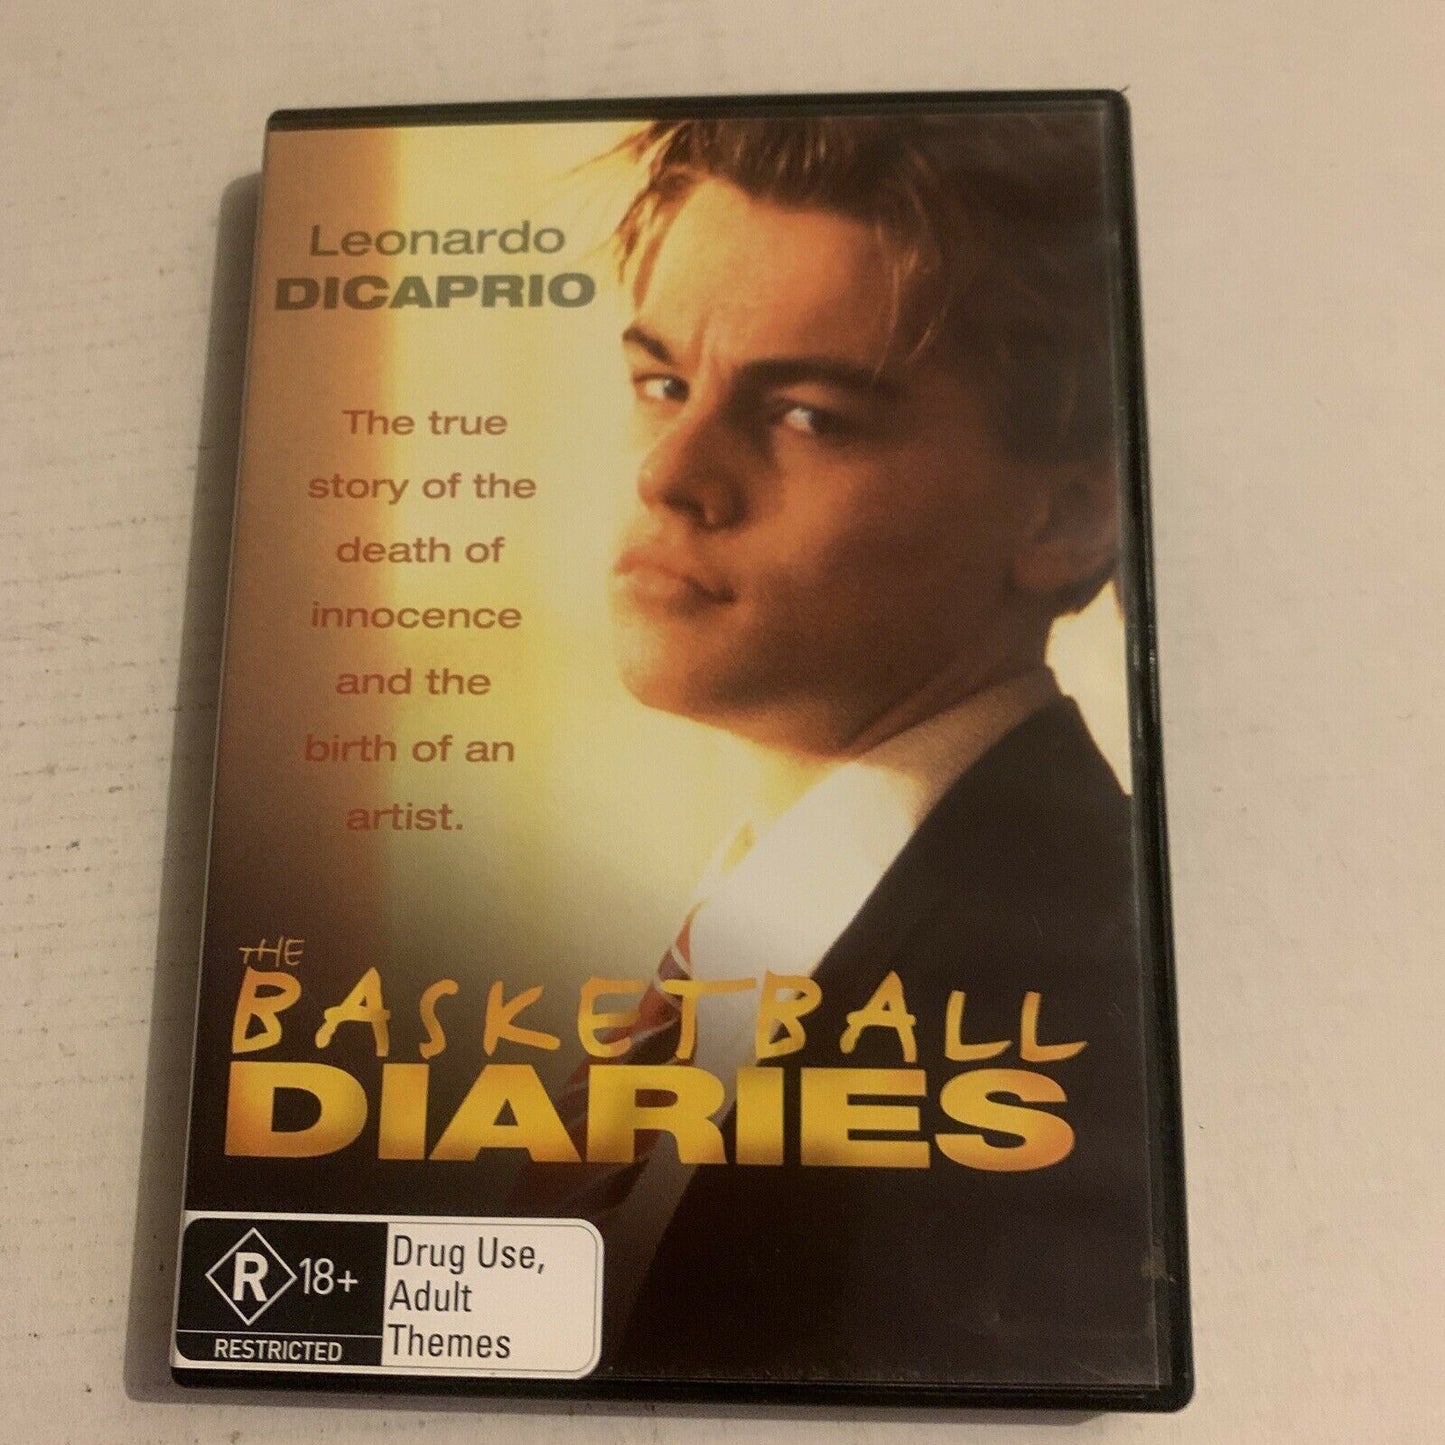 Leonardo
DICAPRIO
The true
story of the
death of
innocence
and the
birth of an
artist.
THE
BASKETBALL
DIARIES
R 18+
RESTRICTED
Drug Use,
Adult
Themes